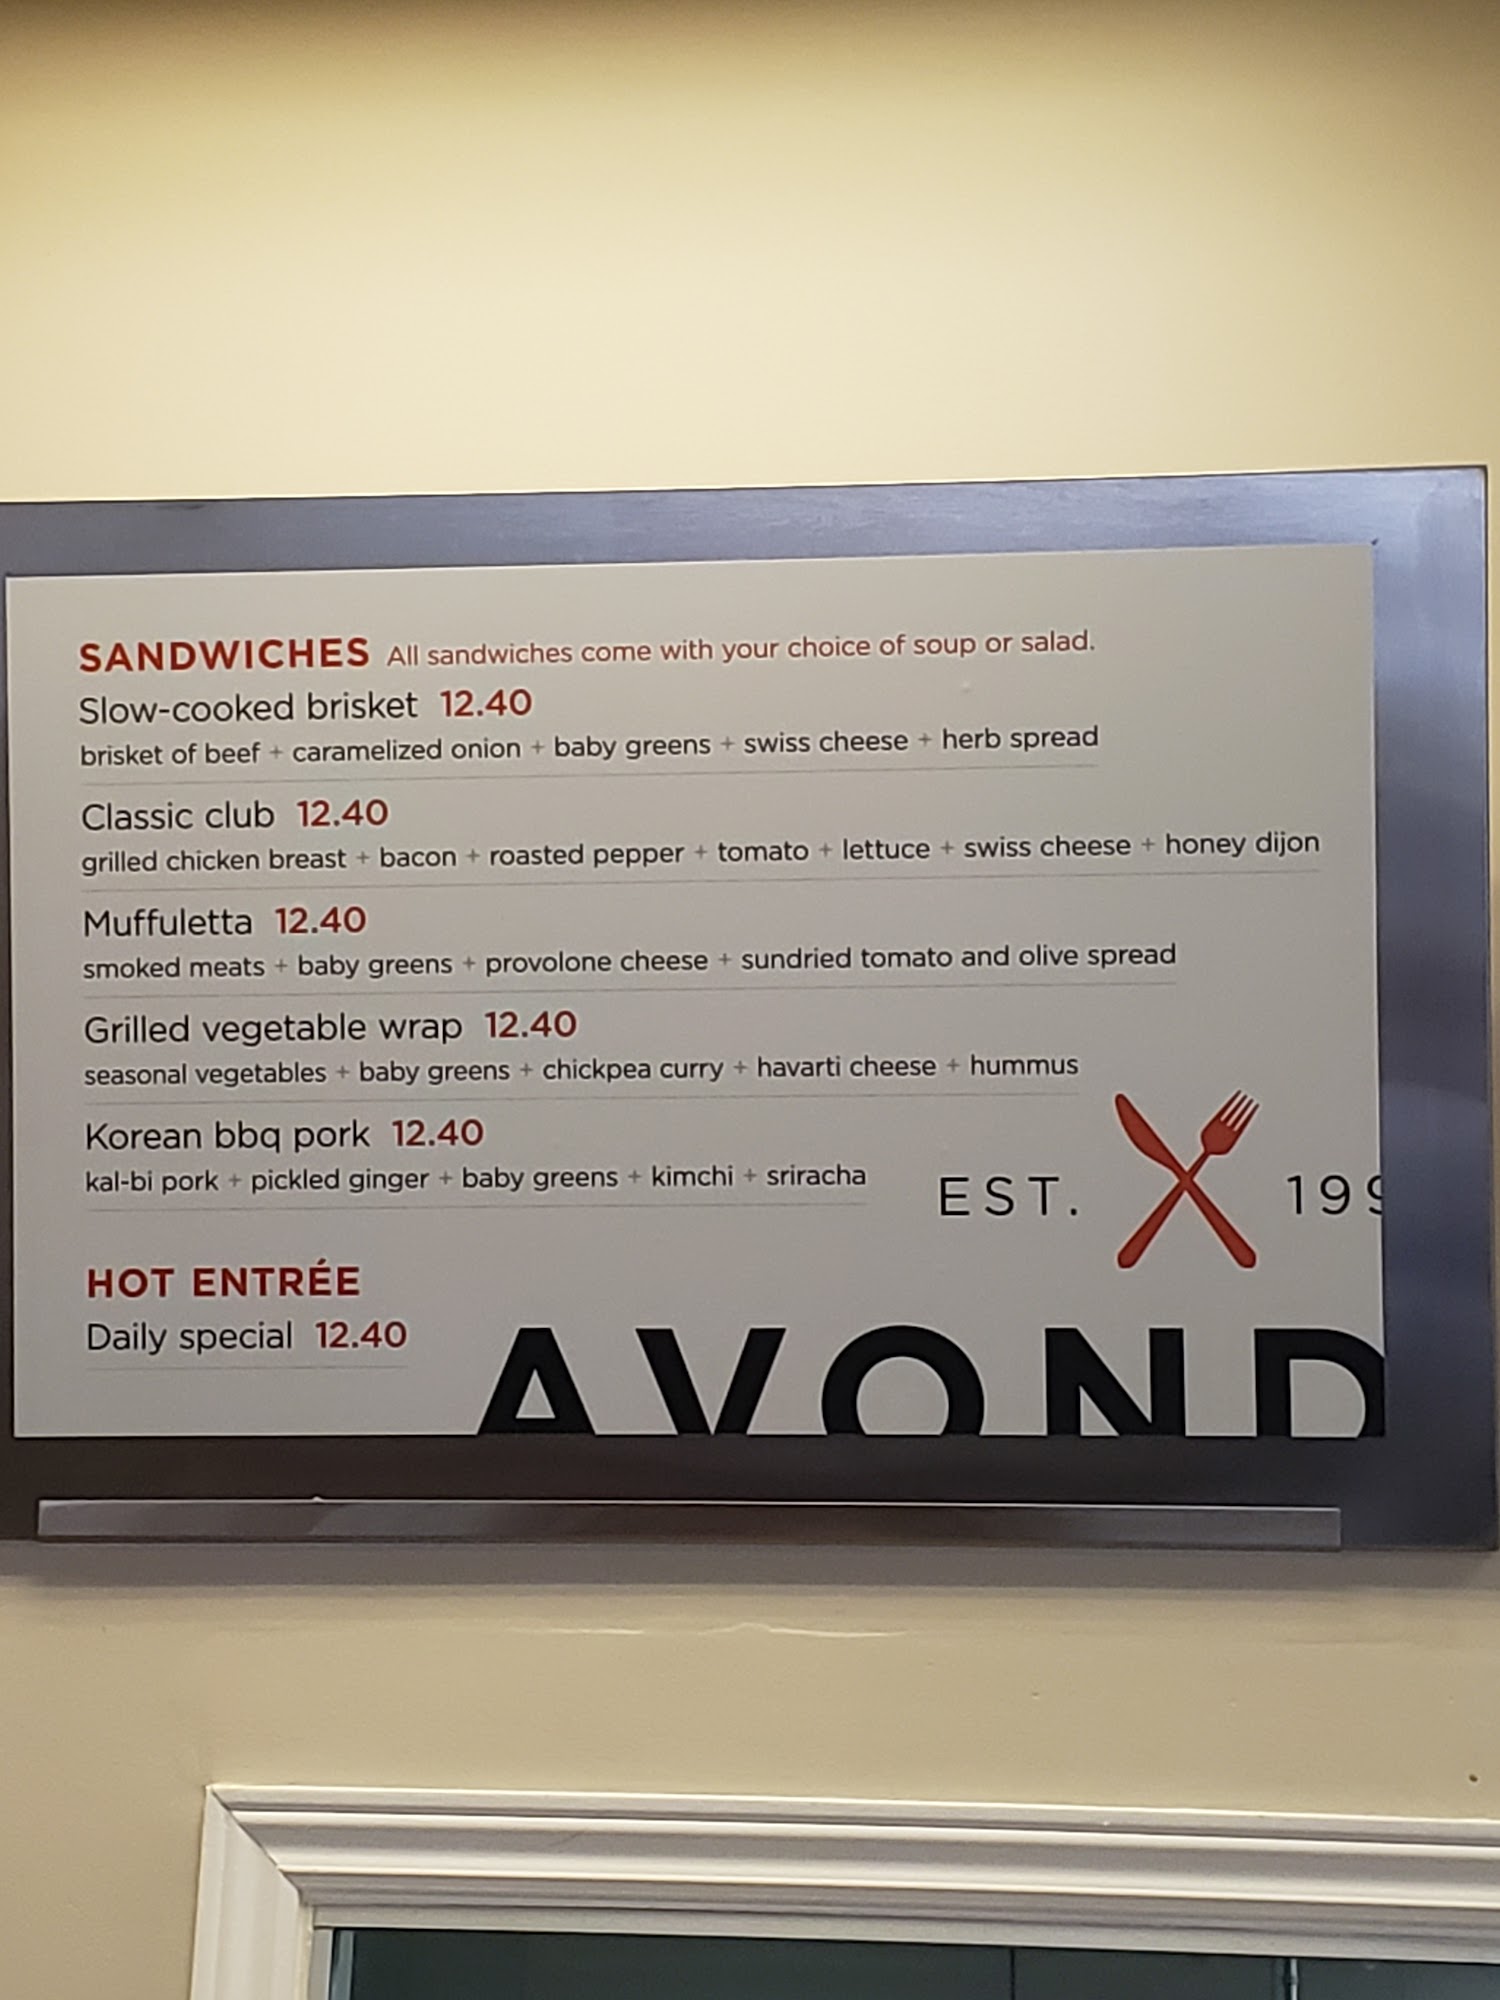 SANDWICHES All sandwiches come with your choice of soup or salad.
Slow-cooked brisket 12.40
brisket of beef + caramelized onion + baby greens + swiss cheese + herb spread
Classic club 12.40
grilled chicken breast + bacon + roasted pepper + tomato + lettuce + swiss cheese + honey dijon
Muffuletta 12.40
smoked meats + baby greens + provolone cheese + sundried tomato and olive spread
Grilled vegetable wrap 12.40
seasonal vegetables + baby greens + chickpea curry + havarti cheese + hummus
Korean bbq pork 12.40
kal-bi pork + pickled ginger + baby greens + kimchi + sriracha
EST. 199
HOT ENTRÉE
Daily special 12.40
AVOND